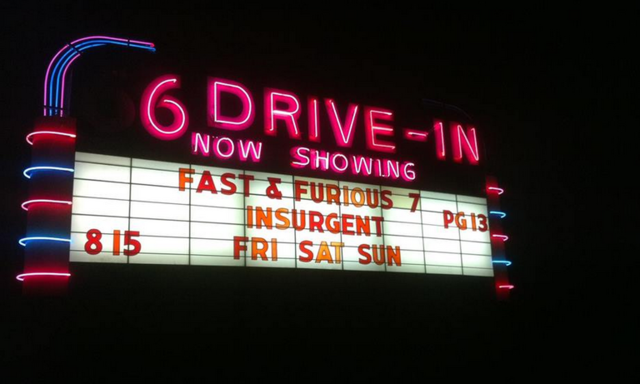 6 DRIVE-IN
NOW SHOWING
FAST & FURIOUS 7
INSURGENT PG13
815 FRI SAT SUN